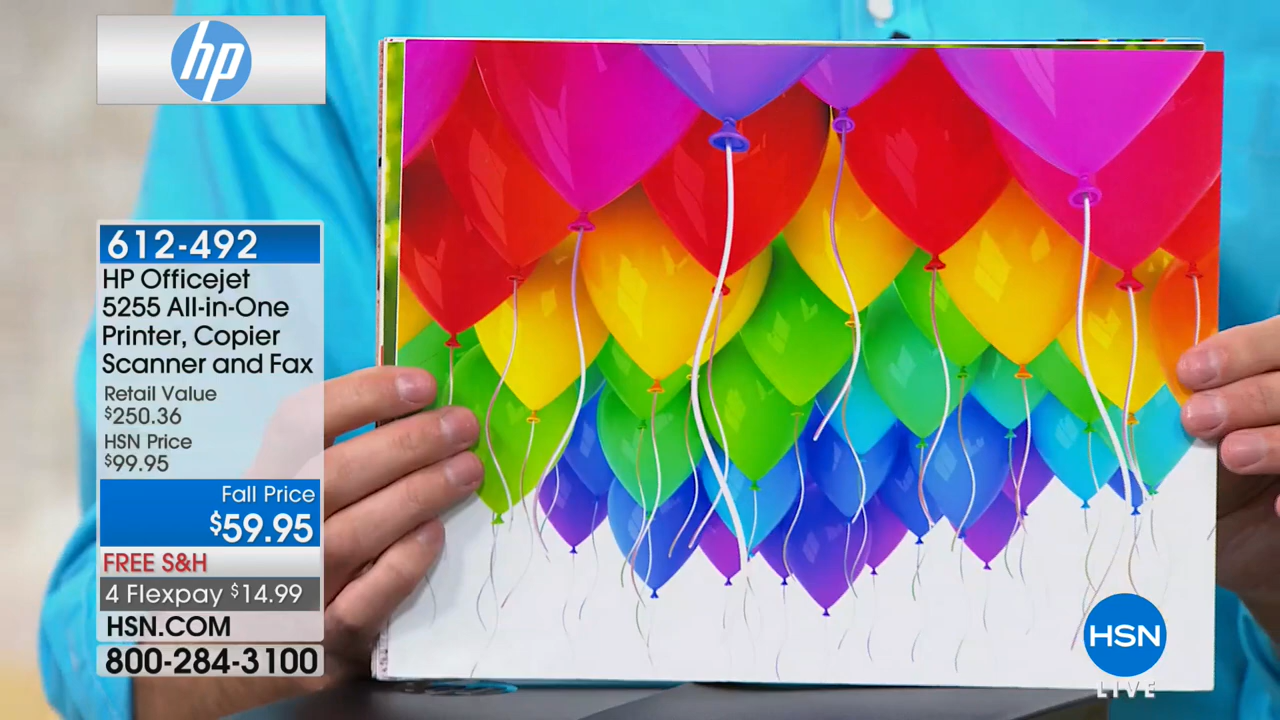 hp
612-492
HP Officejet
5255 All-in-One
Printer, Copier
Scanner and Fax
Retail Value
$250.36
HSN Price
$99.95
Fall Price
$59.95
FREE S&H
4 Flexpay $14.99
HSN.COM
800-284-3100
HSN
LIVE